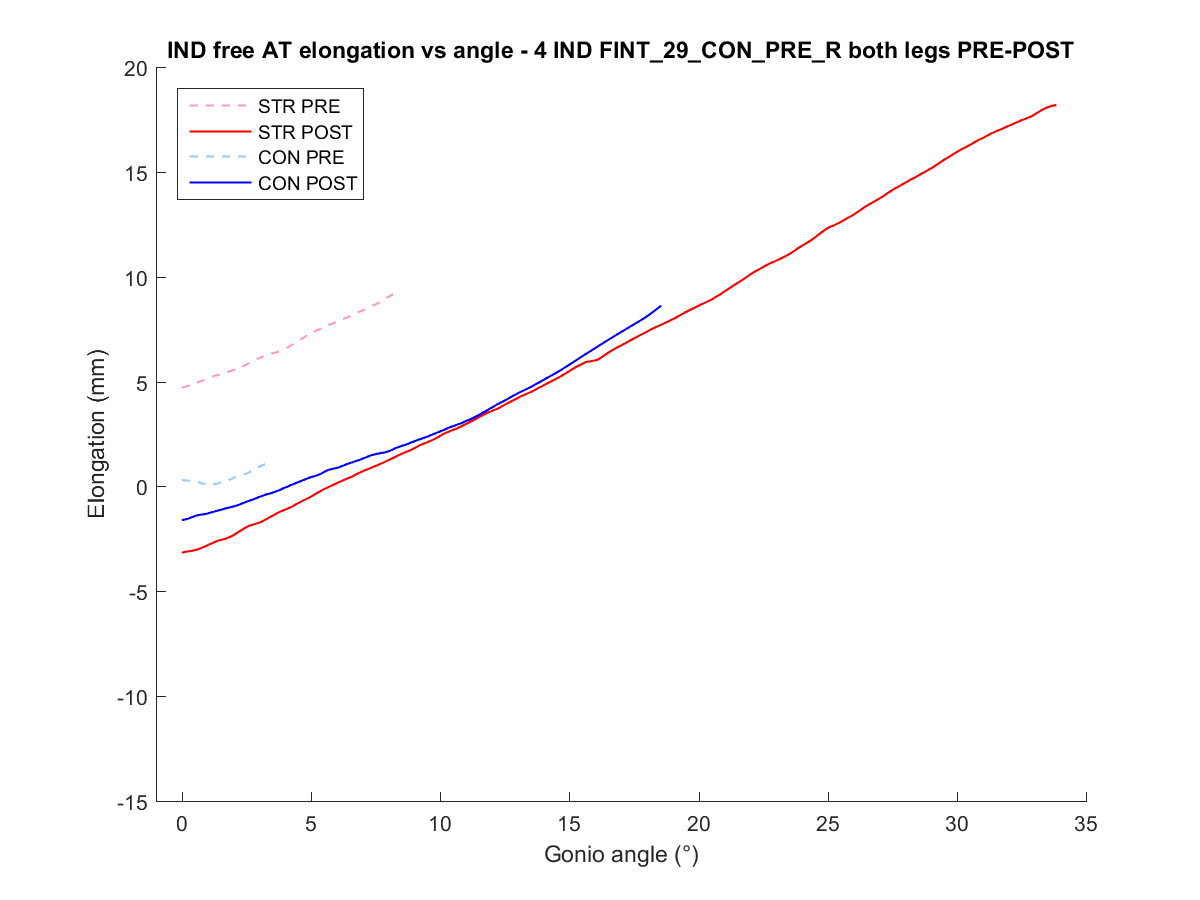 IND free AT elongation vs angle - 4 IND FINT_29_CON_PRE_R both legs PRE-POST
20
15
10
5
0
-5
-10
-15
Elongation (mm)
STR PRE
STR POST
CON PRE
CON POST
0 5 10 15 20 25 30 35
Gonio angle (°)